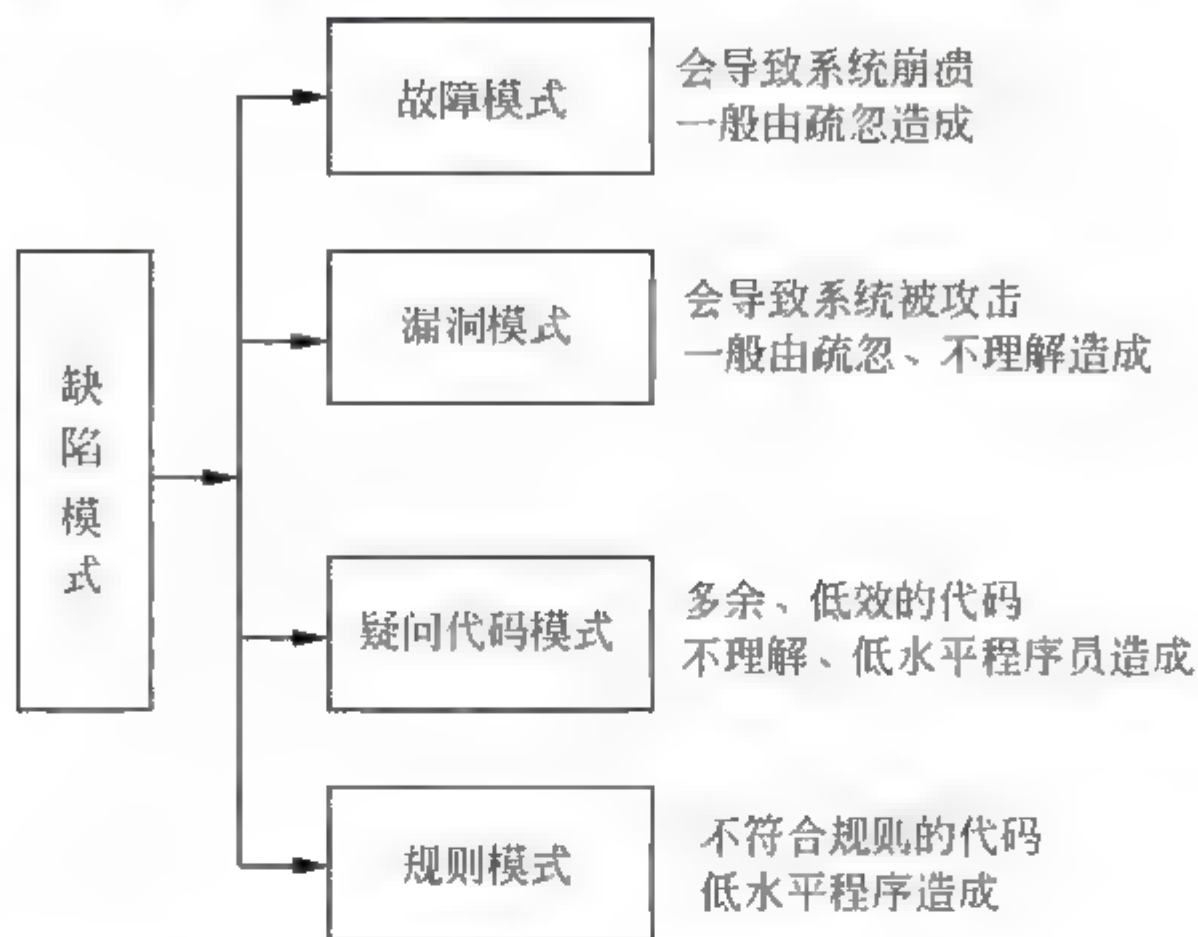 故障模式
会导致系统崩溃
一般由疏忽造成
漏洞模式
会导致系统被攻击
一般由疏忽、不理解造成
缺陷模式
疑问代码模式
多余、低效的代码
不理解、低水平程序员造成
规则模式
不符合规则的代码
低水平程序造成